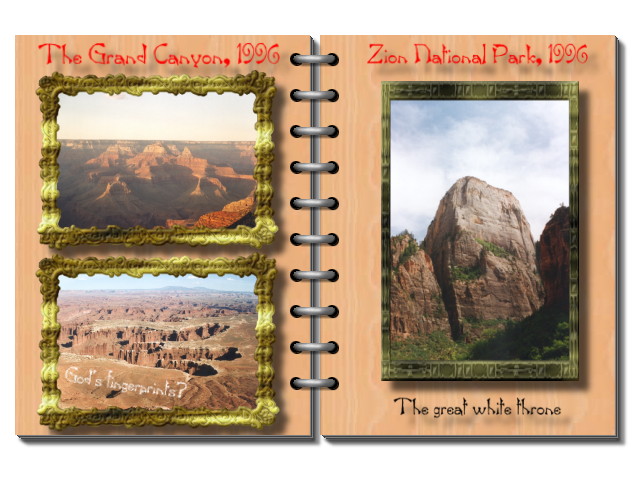 The Grand Canyon, 1996
God's fingerprints?
Zion National Park, 1996
The great white throne